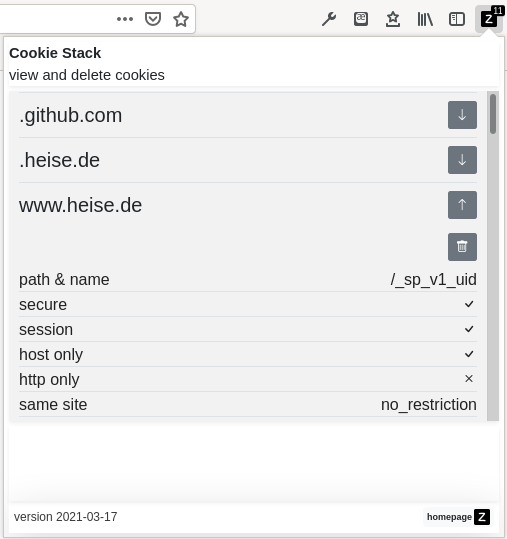 11
Z
Cookie Stack
view and delete cookies
.github.com
.heise.de
www.heise.de
path & name /_sp_v1_uid
secure
session
host only
http only
same site no_restriction
version 2021-03-17
homepage Z